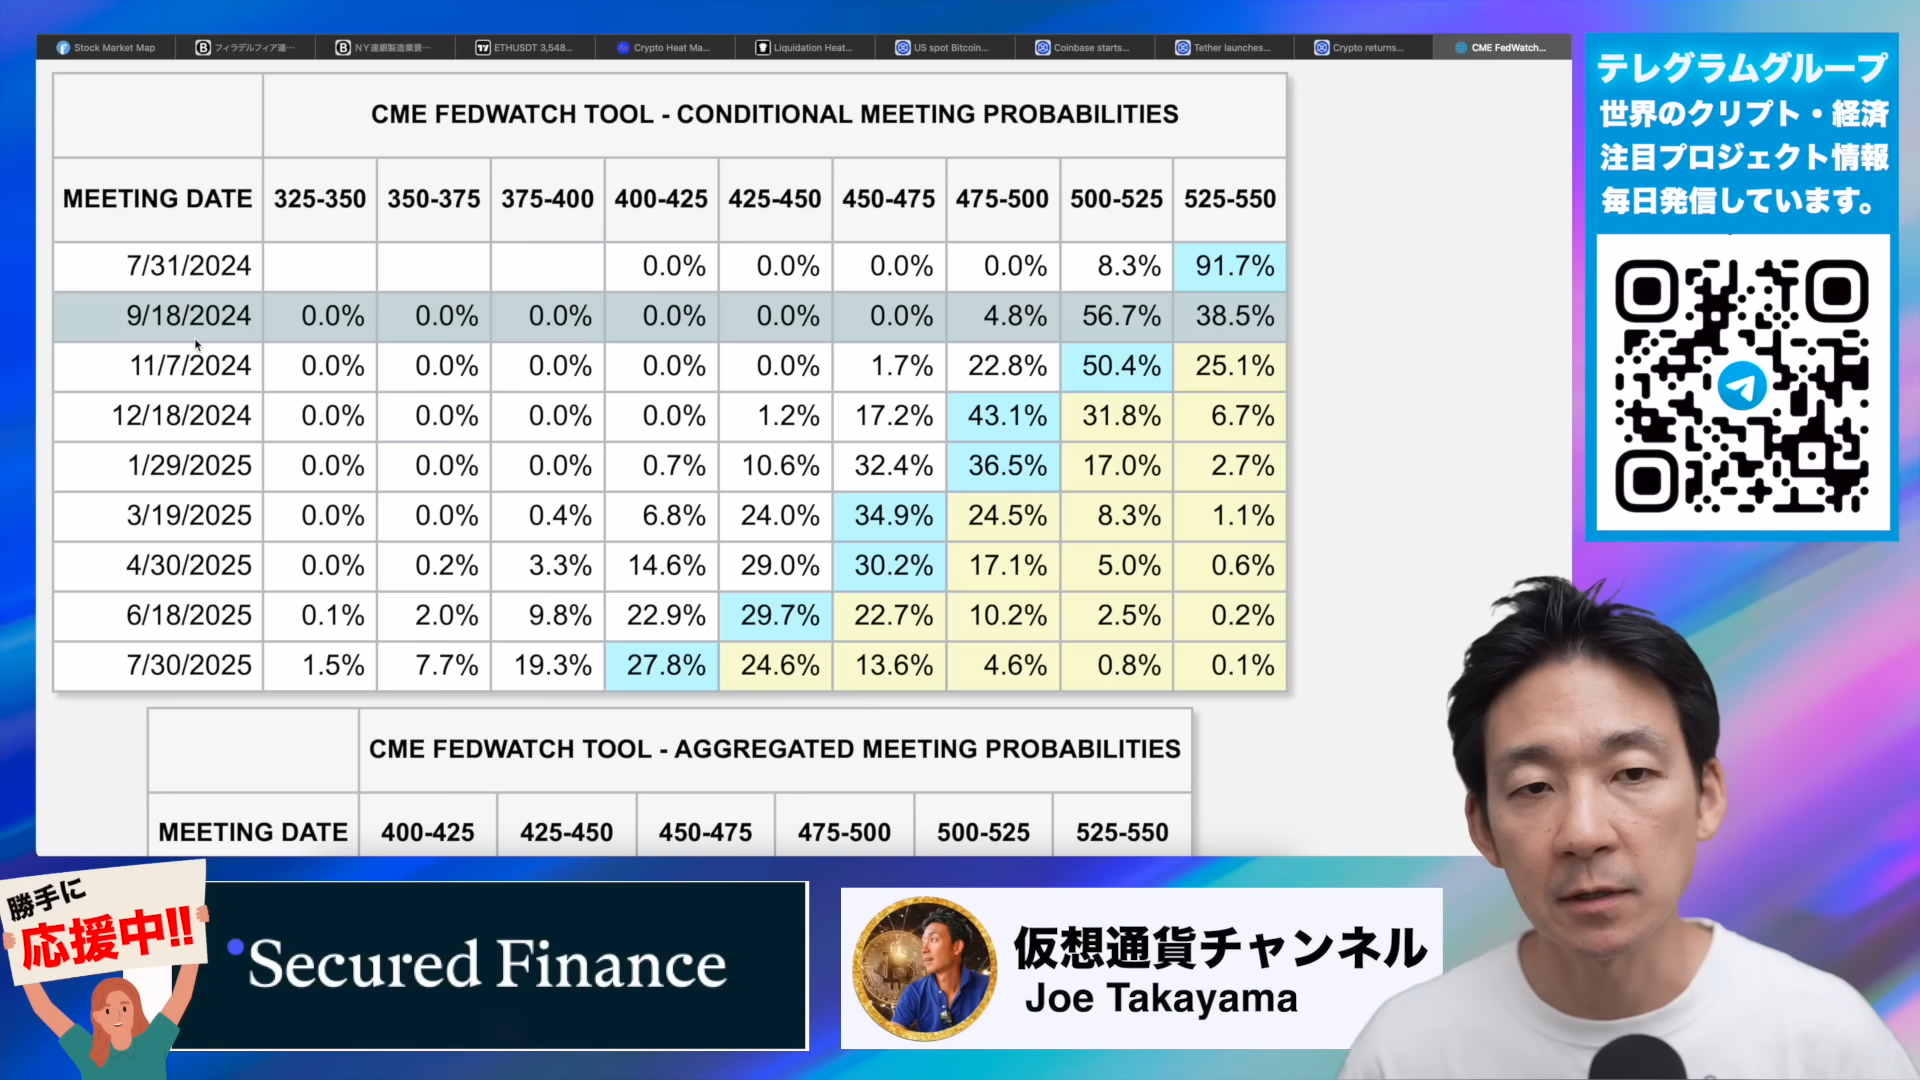 Stock Market Map
フィラデルフィア連…
NY連銀製造業景…
ETHUSDT 3,548...
Crypto Heat Ma...
Liquidation Heat...
US spot Bitcoin...
Coinbase starts...
Tether launches...
Crypto returns...
CME FedWatch...
CME FEDWATCH TOOL - CONDITIONAL MEETING PROBABILITIES
MEETING DATE 325-350 350-375 375-400 400-425 425-450 450-475 475-500 500-525 525-550
7/31/2024 0.0% 0.0% 0.0% 0.0% 8.3% 91.7%
9/18/2024 0.0% 0.0% 0.0% 0.0% 0.0% 0.0% 4.8% 56.7% 38.5%
11/7/2024 0.0% 0.0% 0.0% 0.0% 0.0% 1.7% 22.8% 50.4% 25.1%
12/18/2024 0.0% 0.0% 0.0% 0.0% 1.2% 17.2% 43.1% 31.8% 6.7%
1/29/2025 0.0% 0.0% 0.0% 0.7% 10.6% 32.4% 36.5% 17.0% 2.7%
3/19/2025 0.0% 0.0% 0.4% 6.8% 24.0% 34.9% 24.5% 8.3% 1.1%
4/30/2025 0.0% 0.2% 3.3% 14.6% 29.0% 30.2% 17.1% 5.0% 0.6%
6/18/2025 0.1% 2.0% 9.8% 22.9% 29.7% 22.7% 10.2% 2.5% 0.2%
7/30/2025 1.5% 7.7% 19.3% 27.8% 24.6% 13.6% 4.6% 0.8% 0.1%
CME FEDWATCH TOOL - AGGREGATED MEETING PROBABILITIES
MEETING DATE 400-425 425-450 450-475 475-500 500-525 525-550
テレグラムグループ
世界のクリプト・経済
注目プロジェクト情報
毎日発信しています。
勝手に
応援中!!
Secured Finance
仮想通貨チャンネル
Joe Takayama